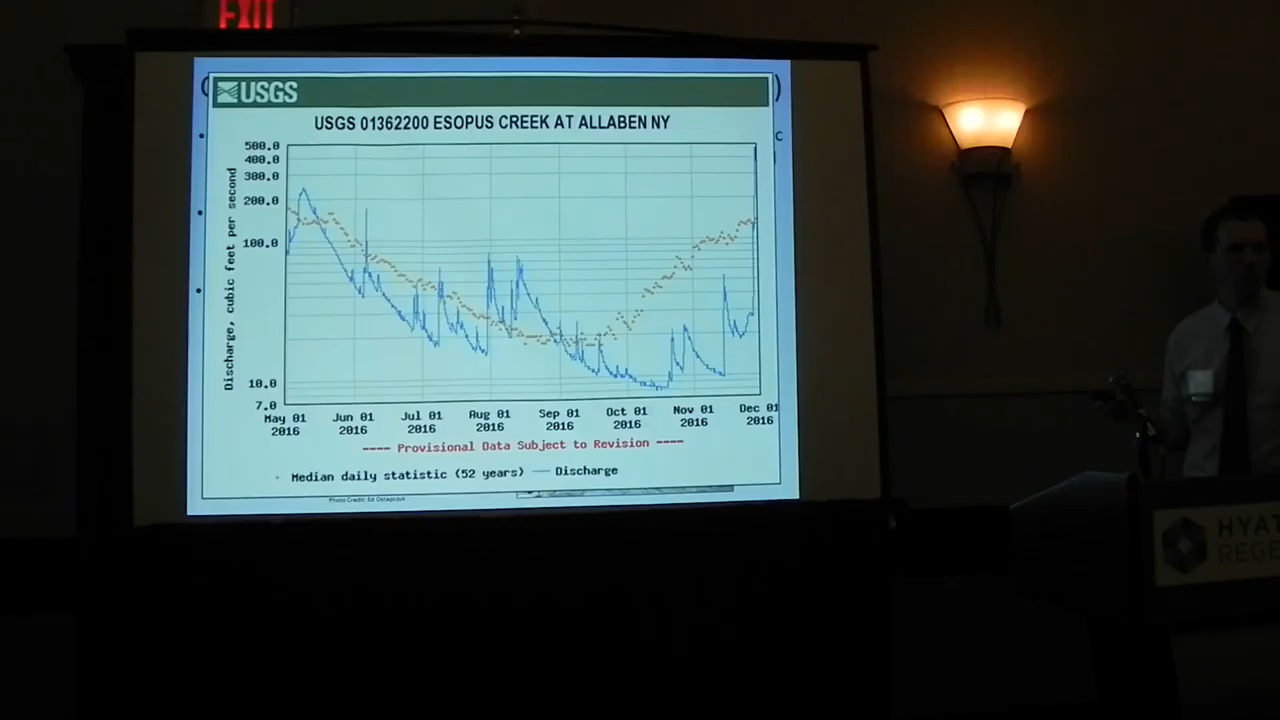 EXIT
USGS
USGS 01362200 ESOPUS CREEK AT ALLABEN NY
Discharge, cubic feet per second
500.0
400.0
300.0
200.0
100.0
10.0
7.0
May 01 2016
Jun 01 2016
Jul 01 2016
Aug 01 2016
Sep 01 2016
Oct 01 2016
Nov 01 2016
Dec 01 2016
---- Provisional Data Subject to Revision ----
Median daily statistic (52 years) — Discharge
Photo Credit: Ed Ostapczuk
HYAT
REGE